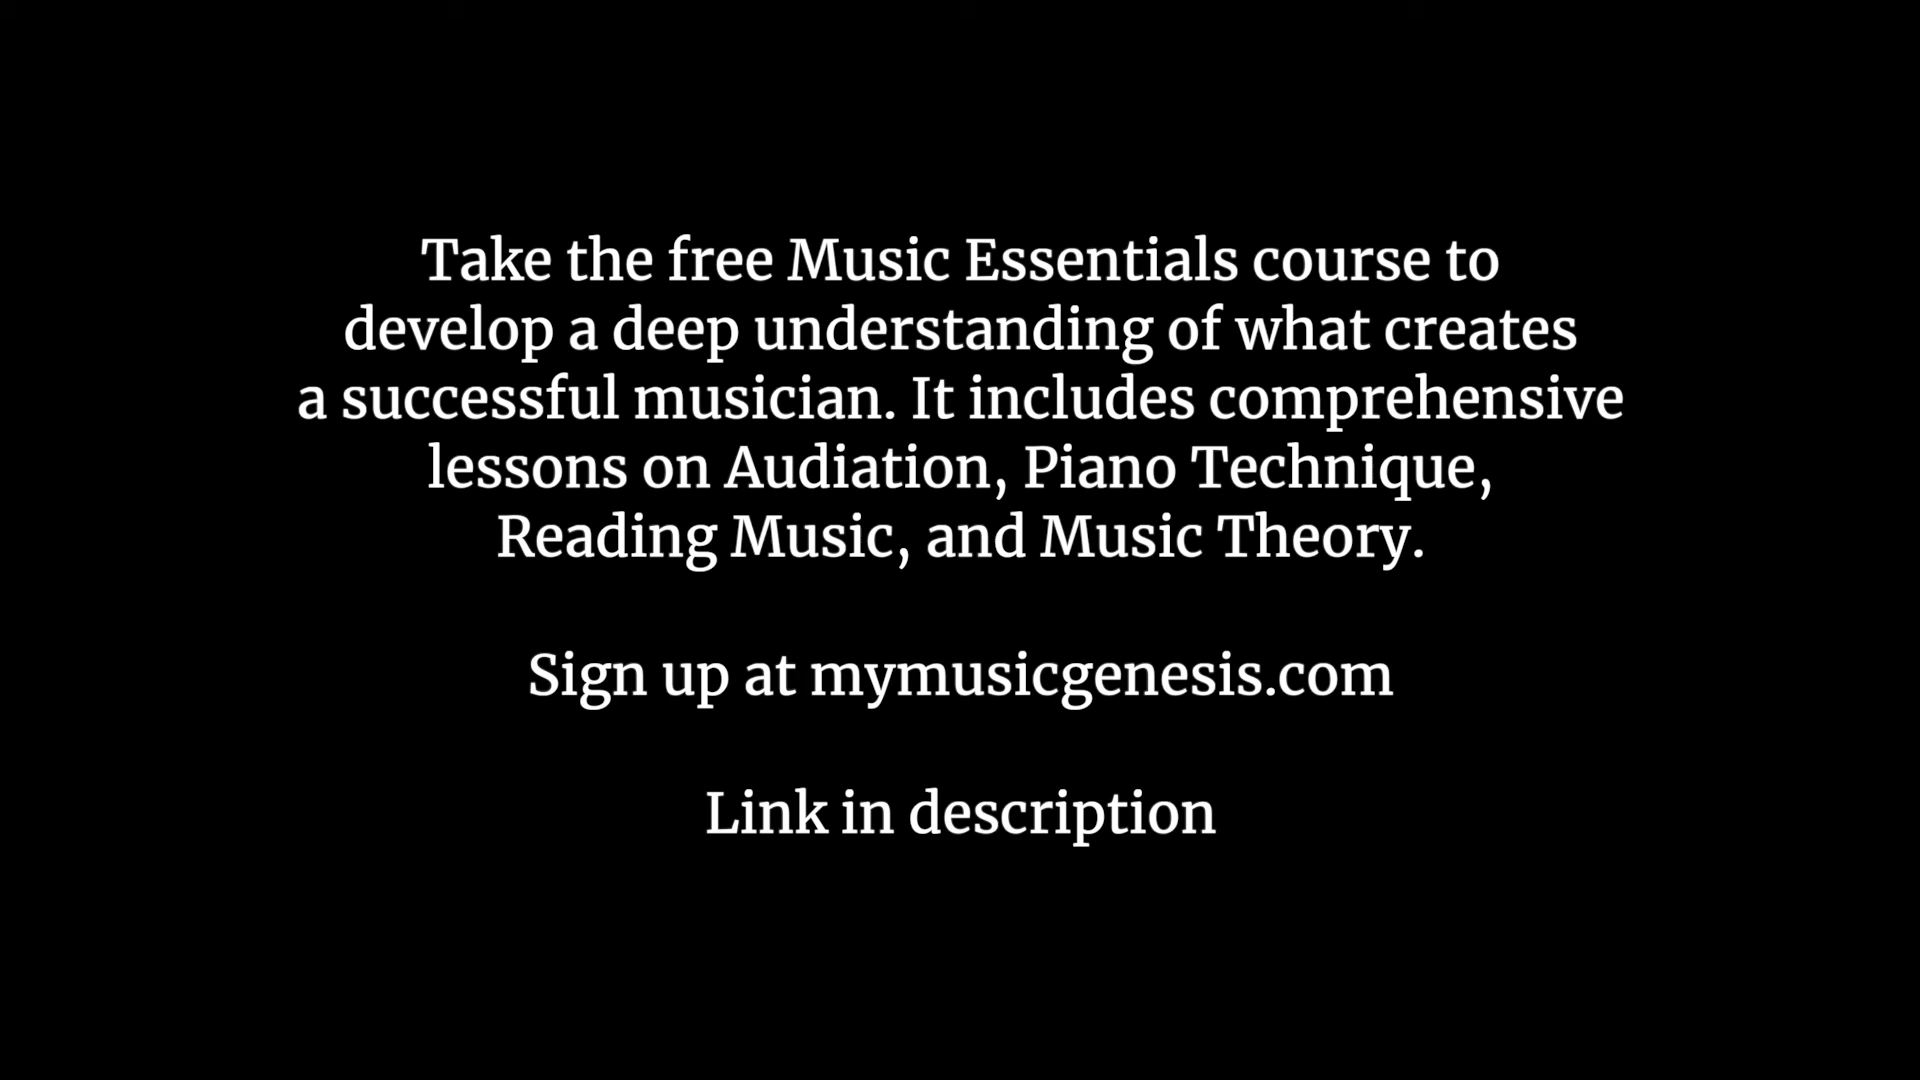 Take the free Music Essentials course to
develop a deep understanding of what creates
a successful musician. It includes comprehensive
lessons on Audiation, Piano Technique,
Reading Music, and Music Theory.
Sign up at mymusicgenesis.com
Link in description